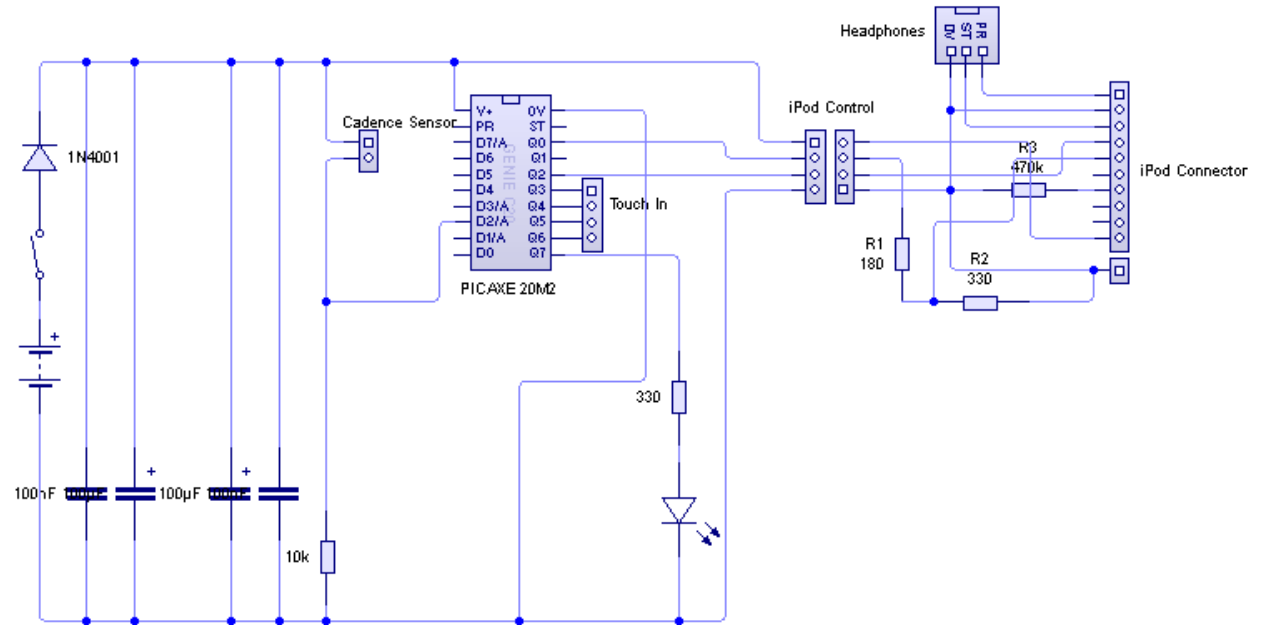 Headphones
0V
ST
PR
iPod Control
Cadence Sensor
V+ 0V
PR ST
D7/A Q0
D6 Q1
D5 Q2
D4 Q3
D3/A Q4
D2/A Q5
D1/A Q6
D0 Q7
PICAXE 20M2
Touch In
1N4001
R3
470k
iPod Connector
R1
180
R2
330
330
+
100nF
+
100µF
+
10k